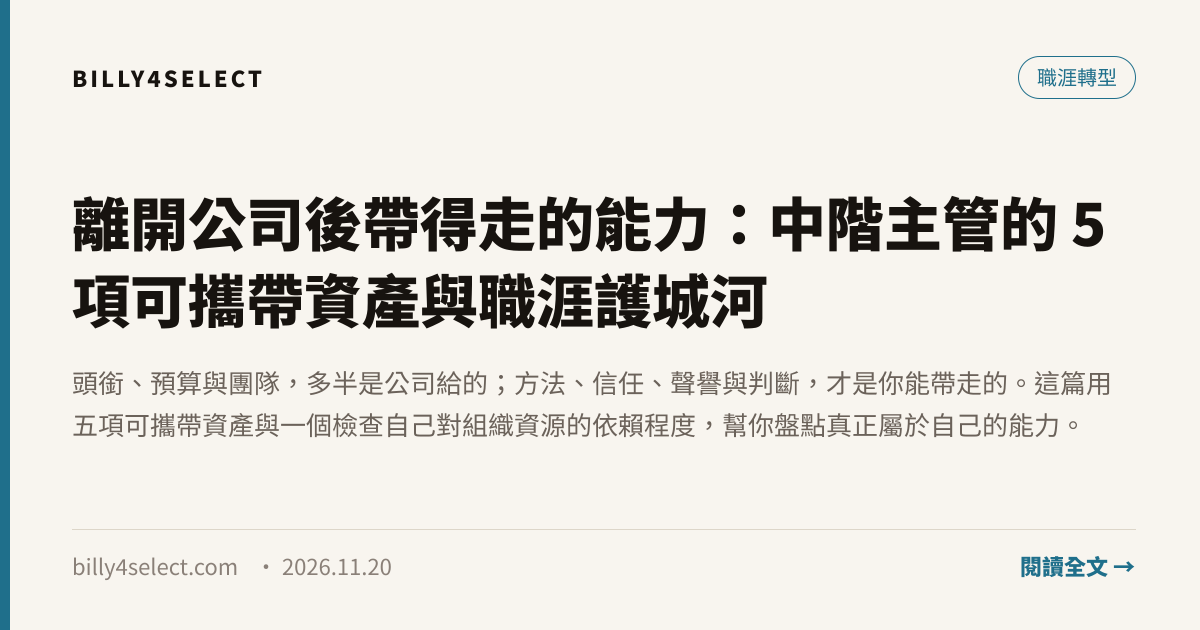 BILLY4SELECT
職涯轉型
離開公司後帶得走的能力：中階主管的 5
項可攜帶資產與職涯護城河
頭銜、預算與團隊，多半是公司給的；方法、信任、聲譽與判斷，才是你能帶走的。這篇用
五項可攜帶資產與一個檢查自己對組織資源的依賴程度，幫你盤點真正屬於自己的能力。
billy4select.com ・ 2026.11.20
閱讀全文 →